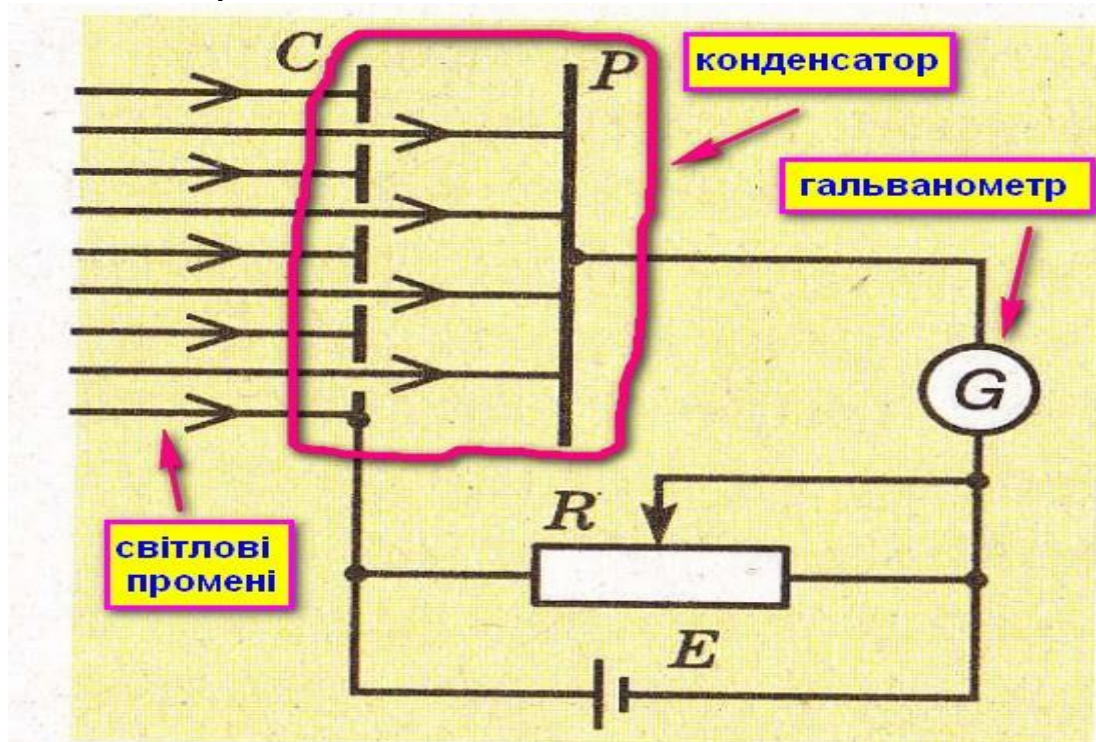 C
P
конденсатор
гальванометр
G
R
світлові
промені
E